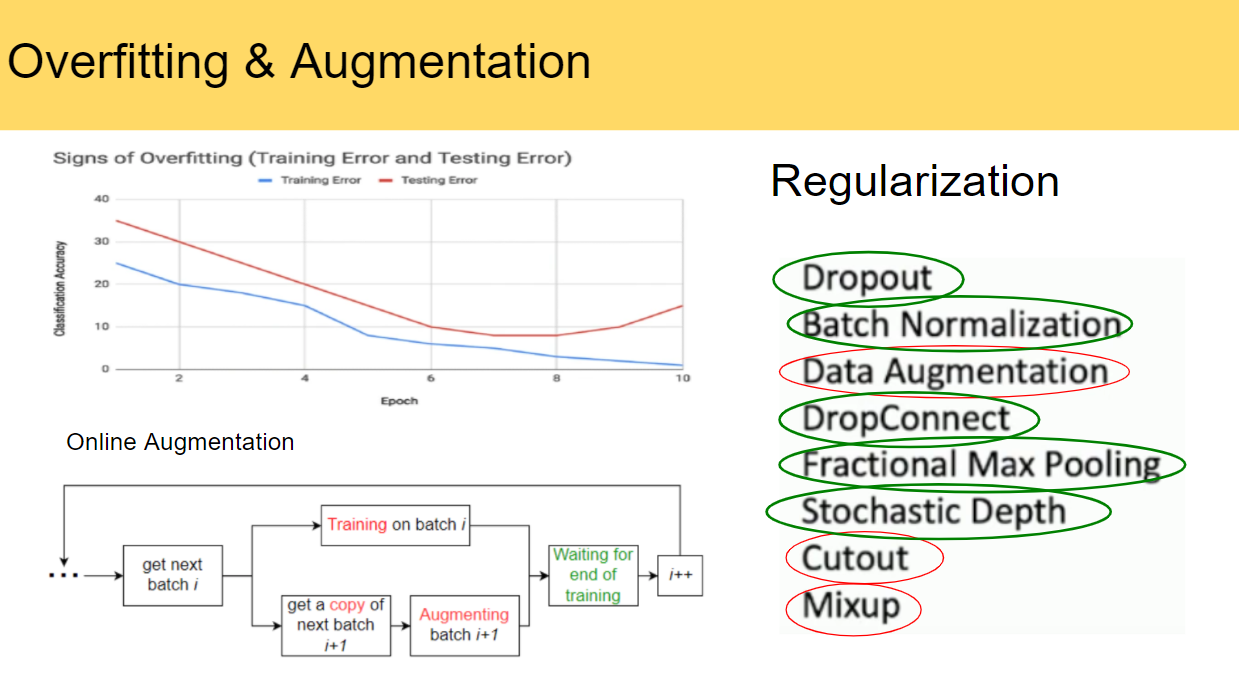 Overfitting & Augmentation
Signs of Overfitting (Training Error and Testing Error)
Training Error Testing Error
Classification Accuracy
40
30
20
10
0
2 4 6 8 10
Epoch
Online Augmentation
...
get next
batch i
Training on batch i
get a copy of
next batch
i+1
Augmenting
batch i+1
Waiting for
end of
training
i++
Regularization
Dropout
Batch Normalization
Data Augmentation
DropConnect
Fractional Max Pooling
Stochastic Depth
Cutout
Mixup